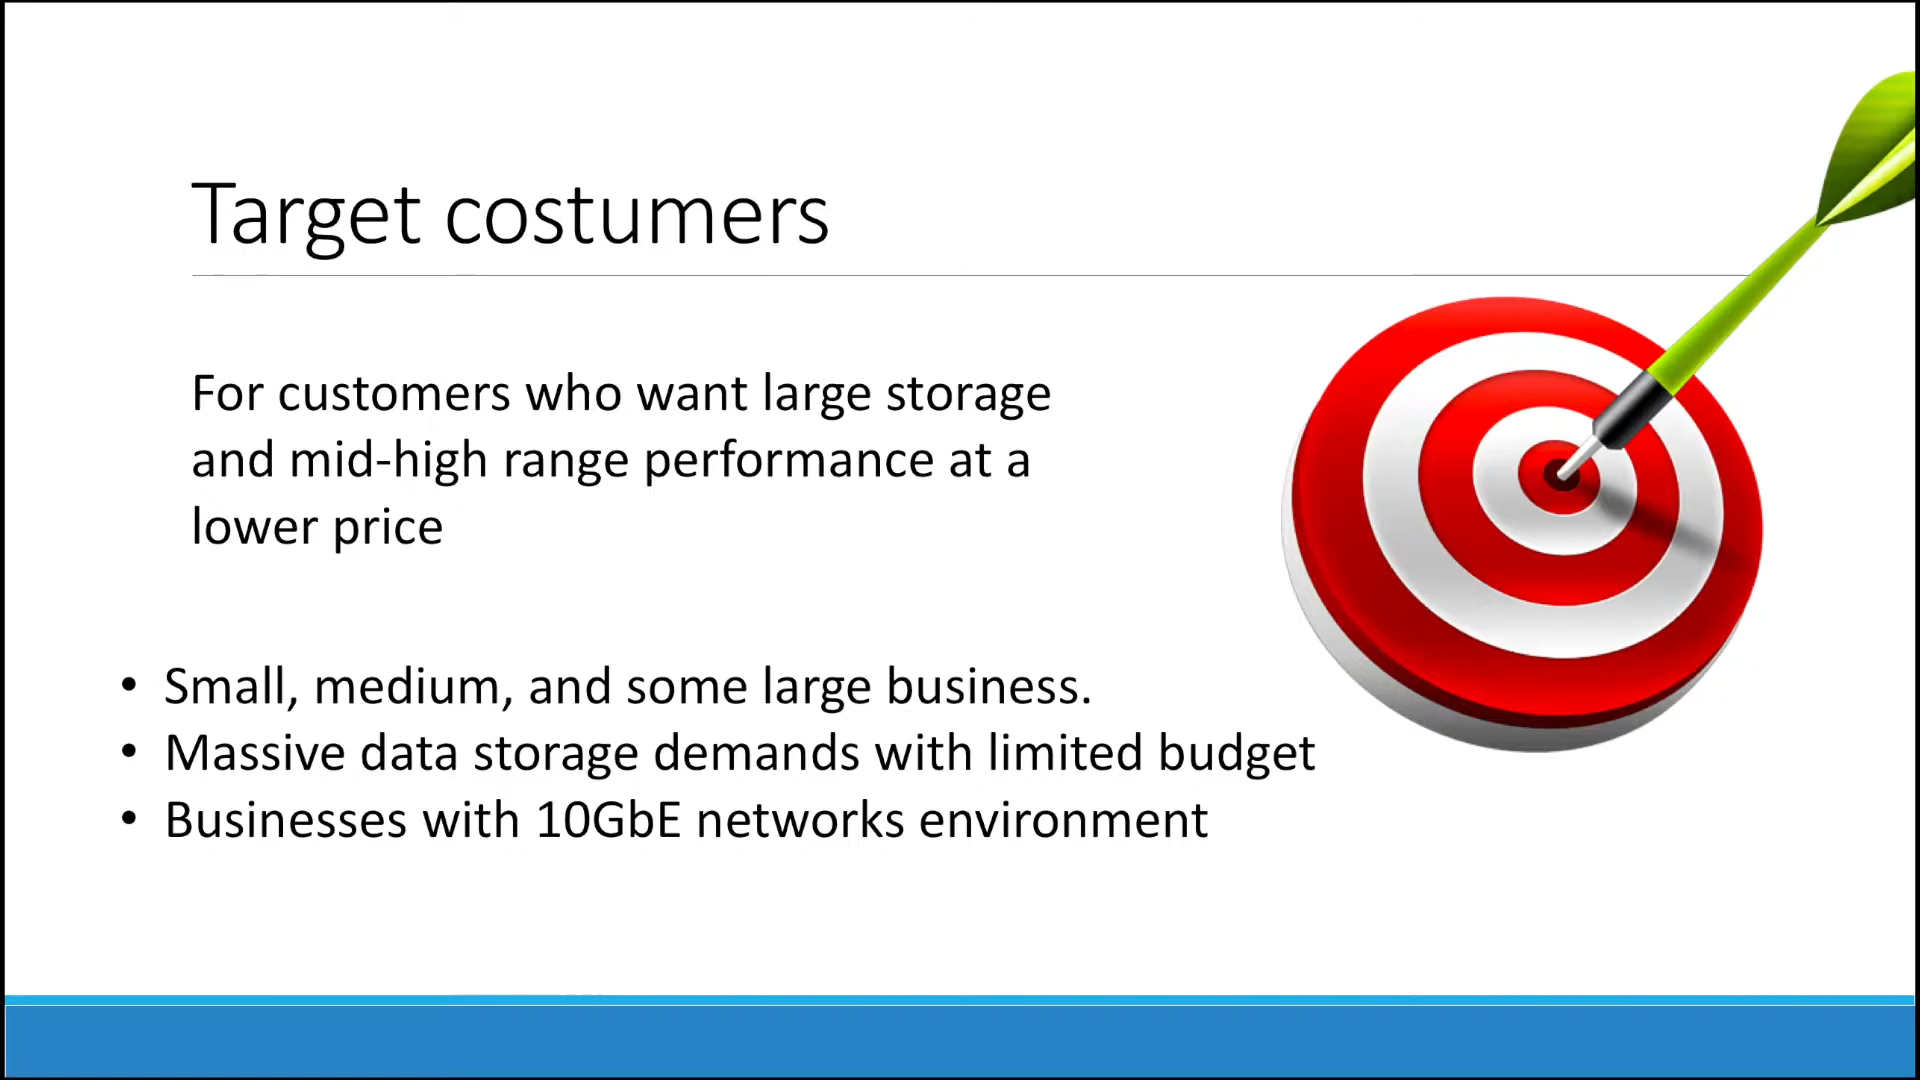 Target costumers
For customers who want large storage
and mid-high range performance at a
lower price
• Small, medium, and some large business.
• Massive data storage demands with limited budget
• Businesses with 10GbE networks environment